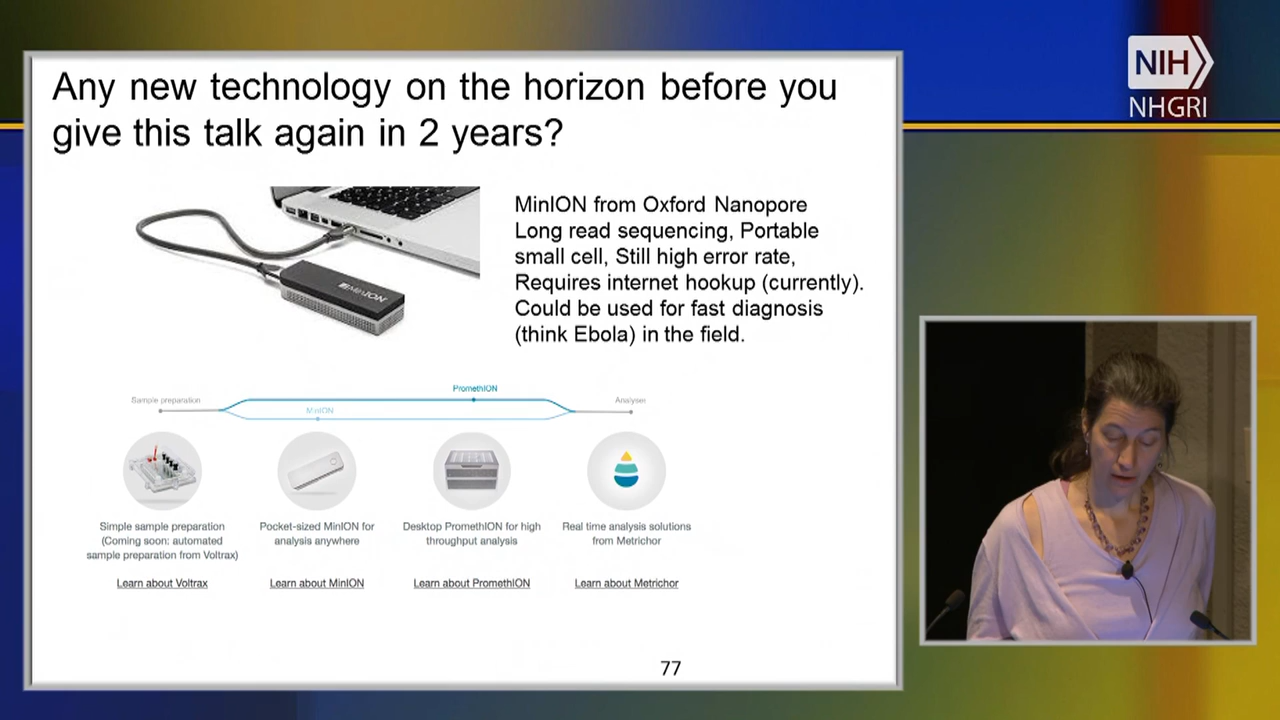 Any new technology on the horizon before you
give this talk again in 2 years?
NIH
NHGRI
MinION from Oxford Nanopore
Long read sequencing, Portable
small cell, Still high error rate,
Requires internet hookup (currently).
Could be used for fast diagnosis
(think Ebola) in the field.
MinION
PromethION
Sample preparation
Analyser
MinION
Simple sample preparation
(Coming soon: automated
sample preparation from Voltrax)
Pocket-sized MinION for
analysis anywhere
Desktop PromethION for high
throughput analysis
Real time analysis solutions
from Metrichor
Learn about Voltrax
Learn about MinION
Learn about PromethION
Learn about Metrichor
77